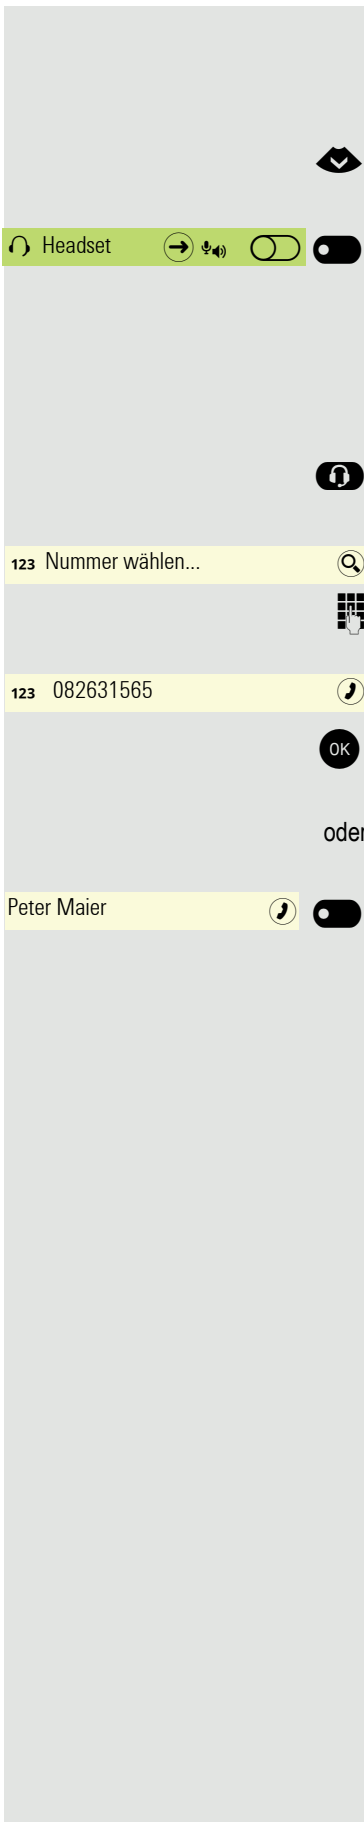 Headset
123 Nummer wählen...
123 082631565
OK
oder
Peter Maier